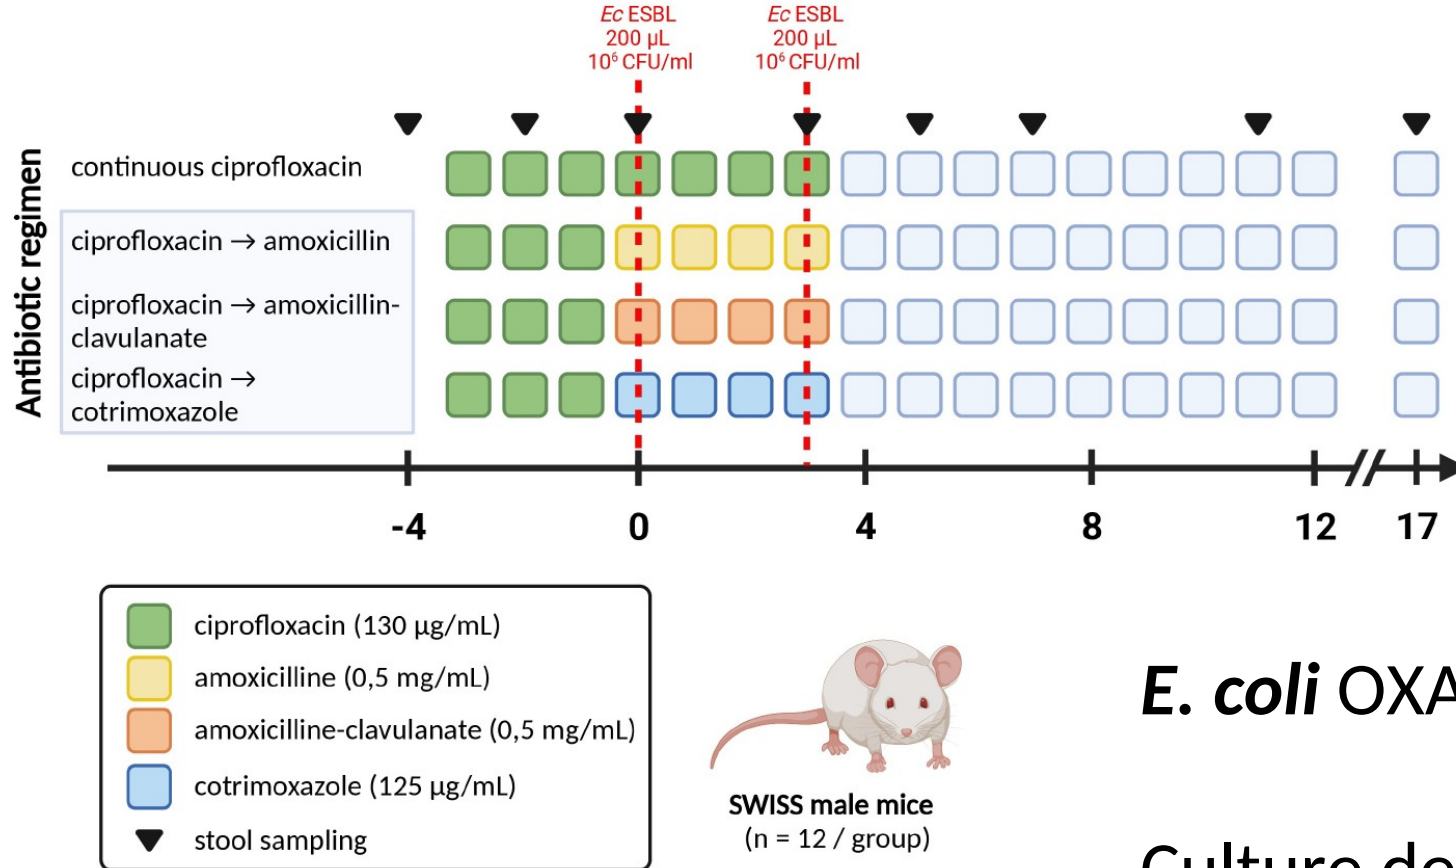 Ec ESBL
200 µL
10⁶ CFU/ml
Ec ESBL
200 µL
10⁶ CFU/ml
Antibiotic regimen
continuous ciprofloxacin
ciprofloxacin → amoxicillin
ciprofloxacin → amoxicillin-
clavulanate
ciprofloxacin →
cotrimoxazole
-4 0 4 8 12 17
ciprofloxacin (130 µg/mL)
amoxicilline (0,5 mg/mL)
amoxicilline-clavulanate (0,5 mg/mL)
cotrimoxazole (125 µg/mL)
stool sampling
SWISS male mice
(n = 12 / group)
E. coli OXA